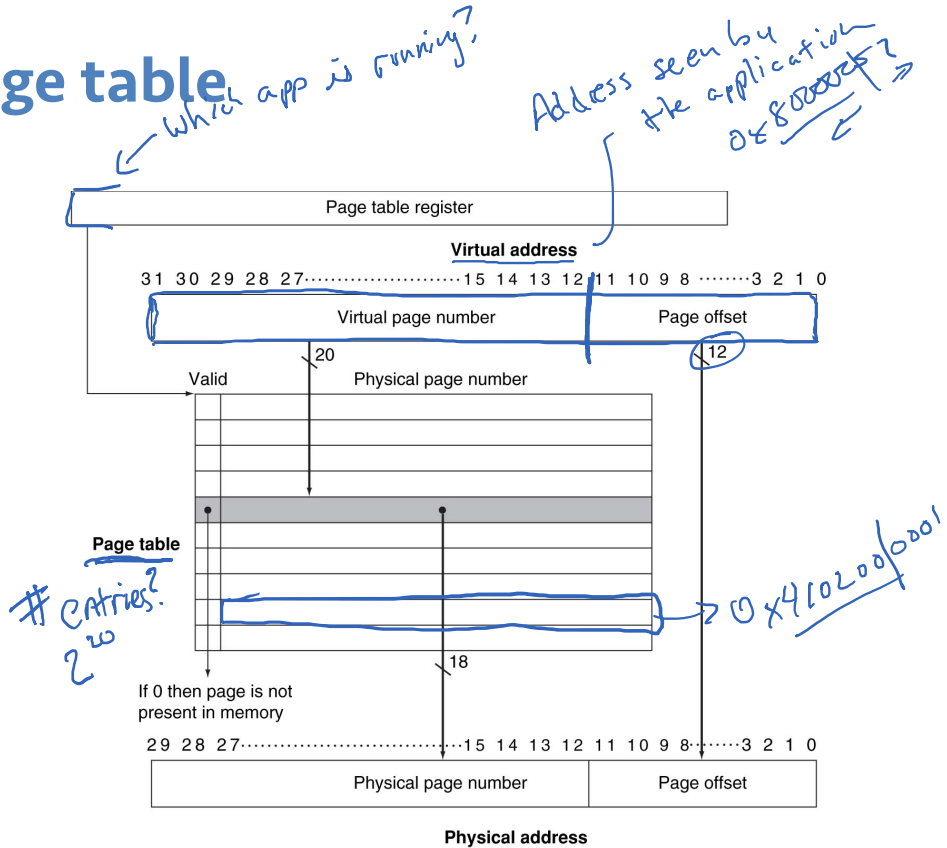 ge table
which app is running?
Address seen by
the application
Page table register
Virtual address
31 30 29 28 27 15 14 13 12 11 10 9 8 3 2 1 0
Virtual page number Page offset
20 12
Valid Physical page number
Page table
# entries?
2^20
18
If 0 then page is not
present in memory
29 28 27 15 14 13 12 11 10 9 8 3 2 1 0
Physical page number Page offset
Physical address